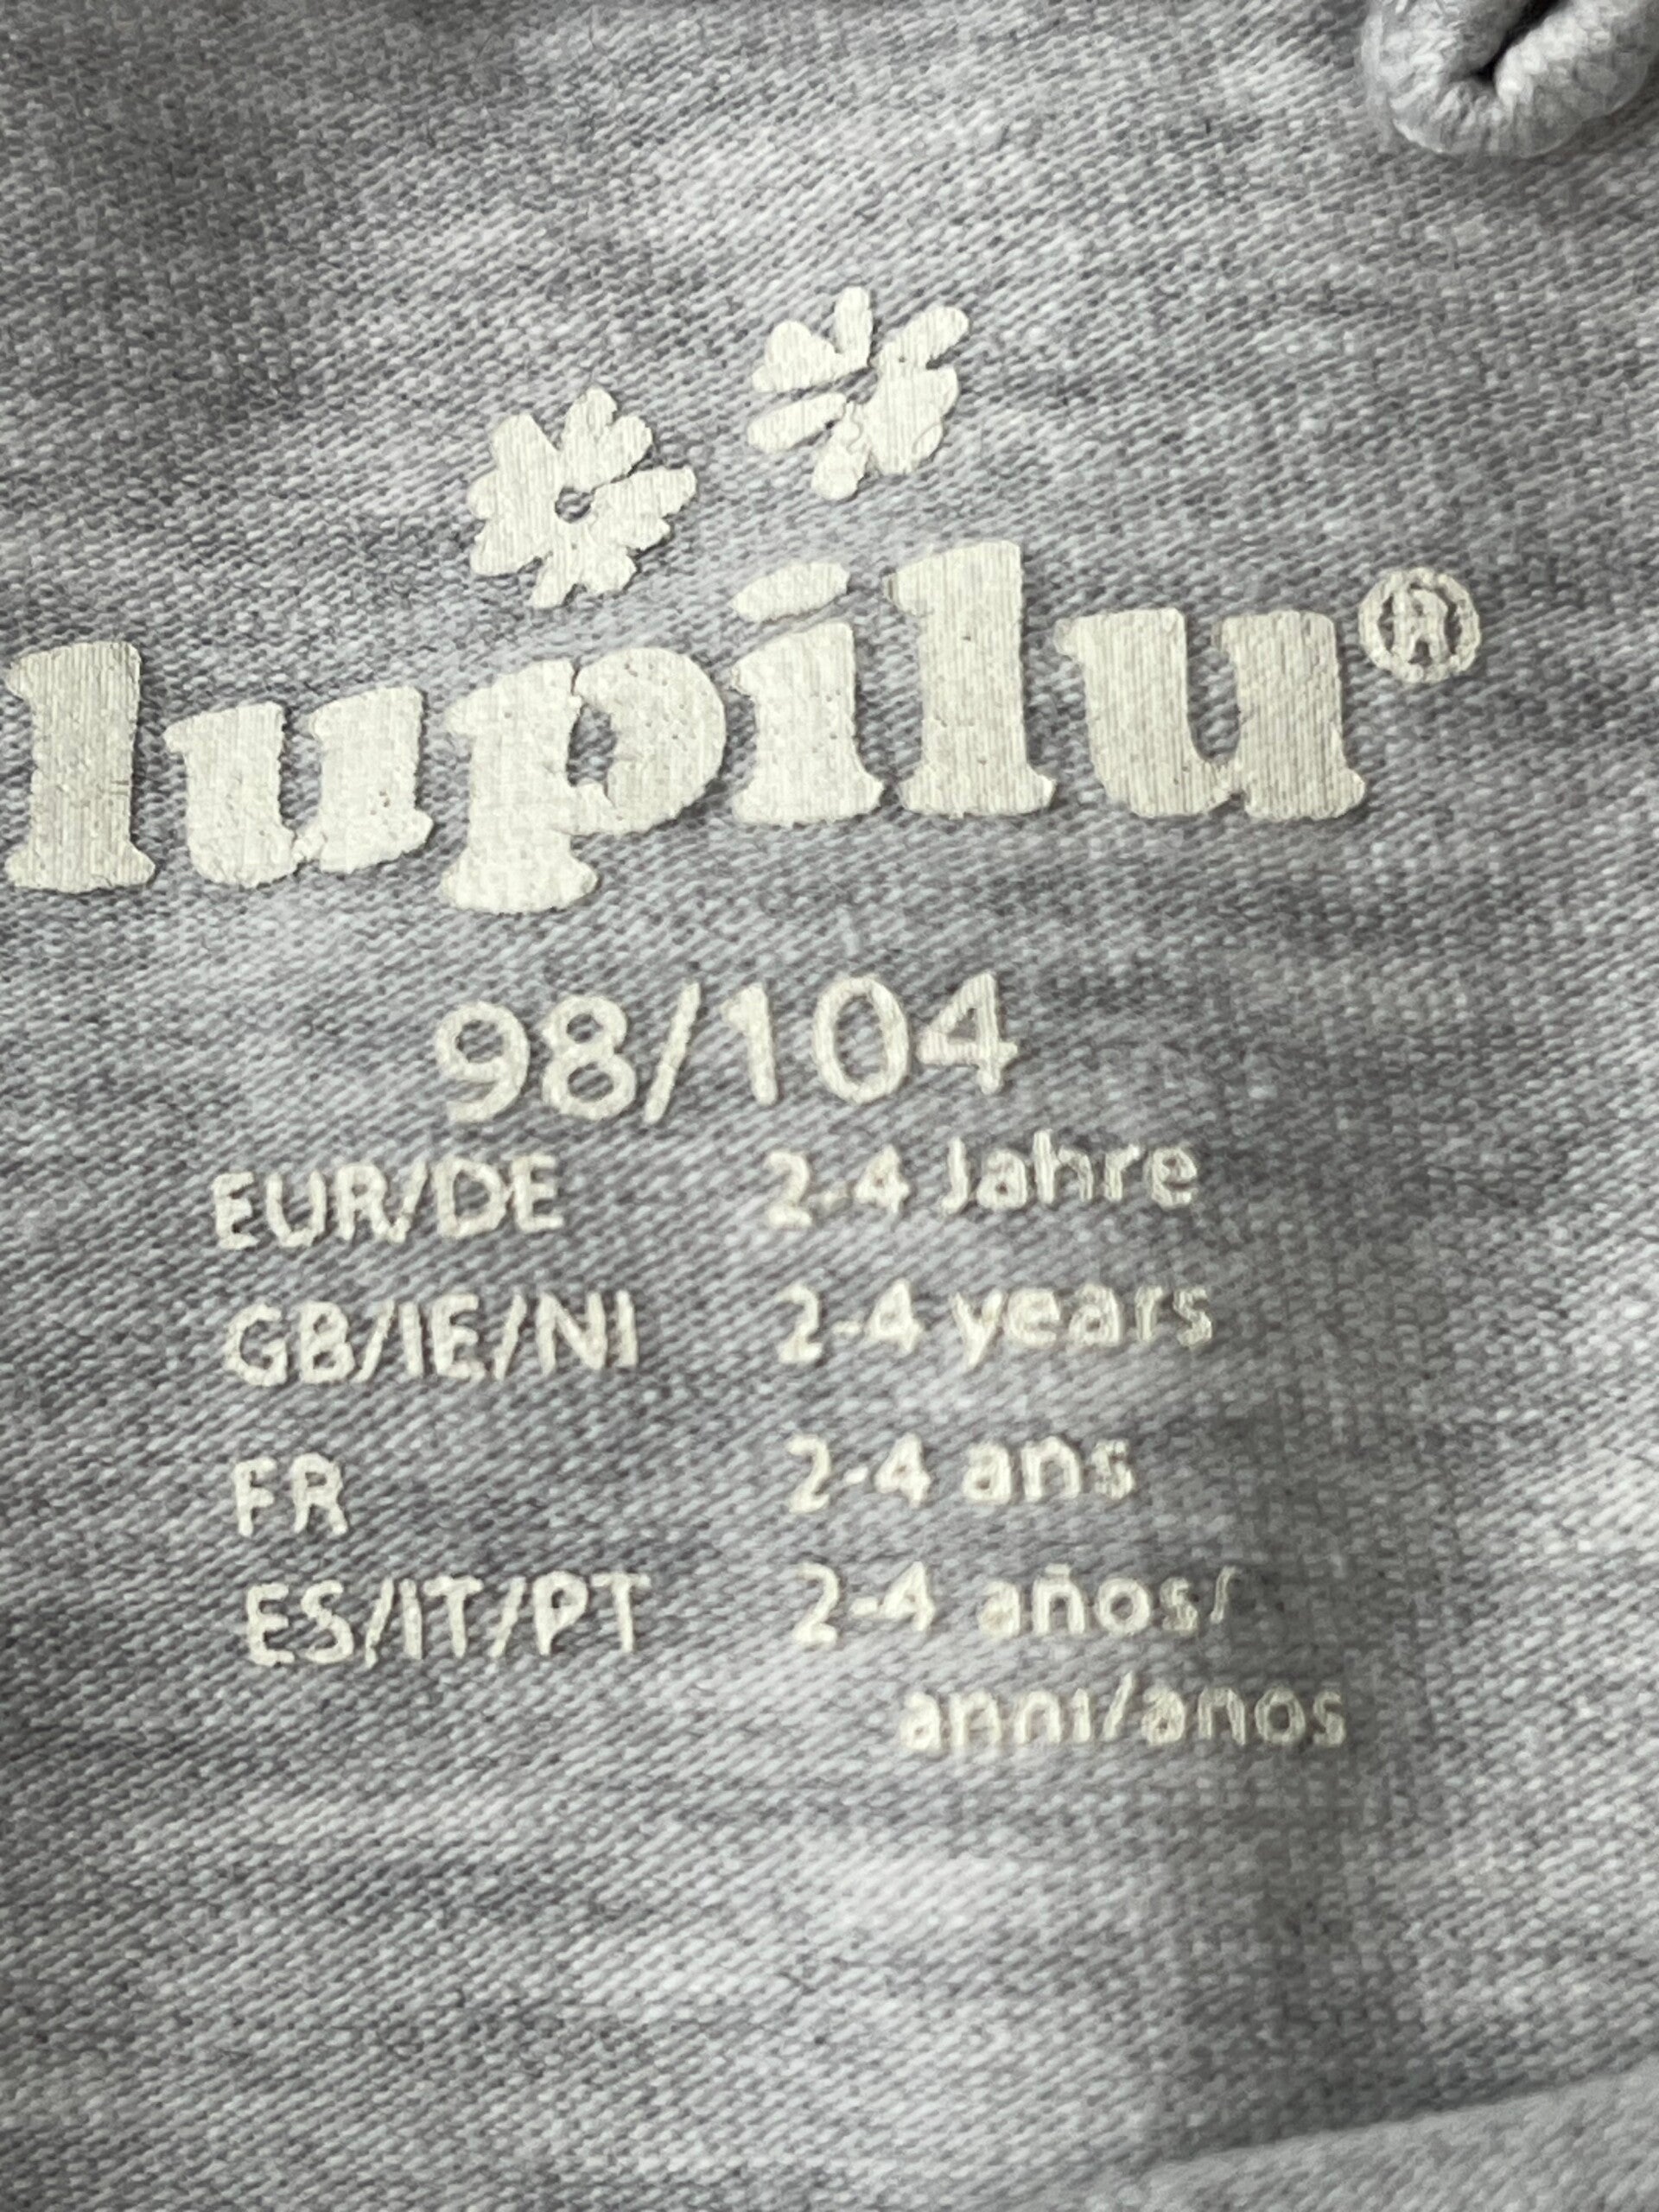 lupilu®
98/104
EUR/DE 2-4 Jahre
GB/IE/NI 2-4 years
FR 2-4 ans
ES/IT/PT 2-4 años/
anni/anos